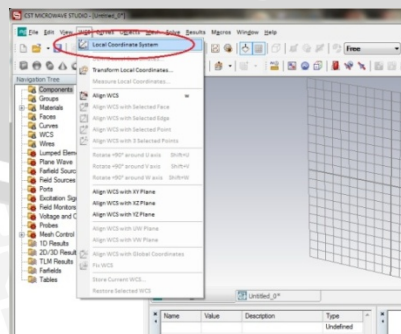 CST MICROWAVE STUDIO - [Untitled_0*]
File Edit View WCS Curves Objects Mesh Solve Results Macros Window Help
Free
Local Coordinate System
Transform Local Coordinates...
Measure Local Coordinates...
Align WCS
Align WCS with Selected Face
Align WCS with Selected Edge
Align WCS with Selected Point
Align WCS with 3 Selected Points
Rotate +90° around U axis Shift+U
Rotate +90° around V axis Shift+V
Rotate +90° around W axis Shift+W
Align WCS with XY Plane
Align WCS with XZ Plane
Align WCS with YZ Plane
Align WCS with UW Plane
Align WCS with VW Plane
Align WCS with Global Coordinates
Fix WCS
Store Current WCS...
Restore Selected WCS
Navigation Tree
Components
Groups
Materials
Faces
Curves
WCS
Wires
Lumped Elem
Plane Wave
Farfield Sourc
Field Sources
Ports
Excitation Sig
Field Monitors
Voltage and C
Probes
Mesh Control
1D Results
2D/3D Result
TLM Results
Farfields
Tables
Untitled_0*
Name Value Description Type
Undefined